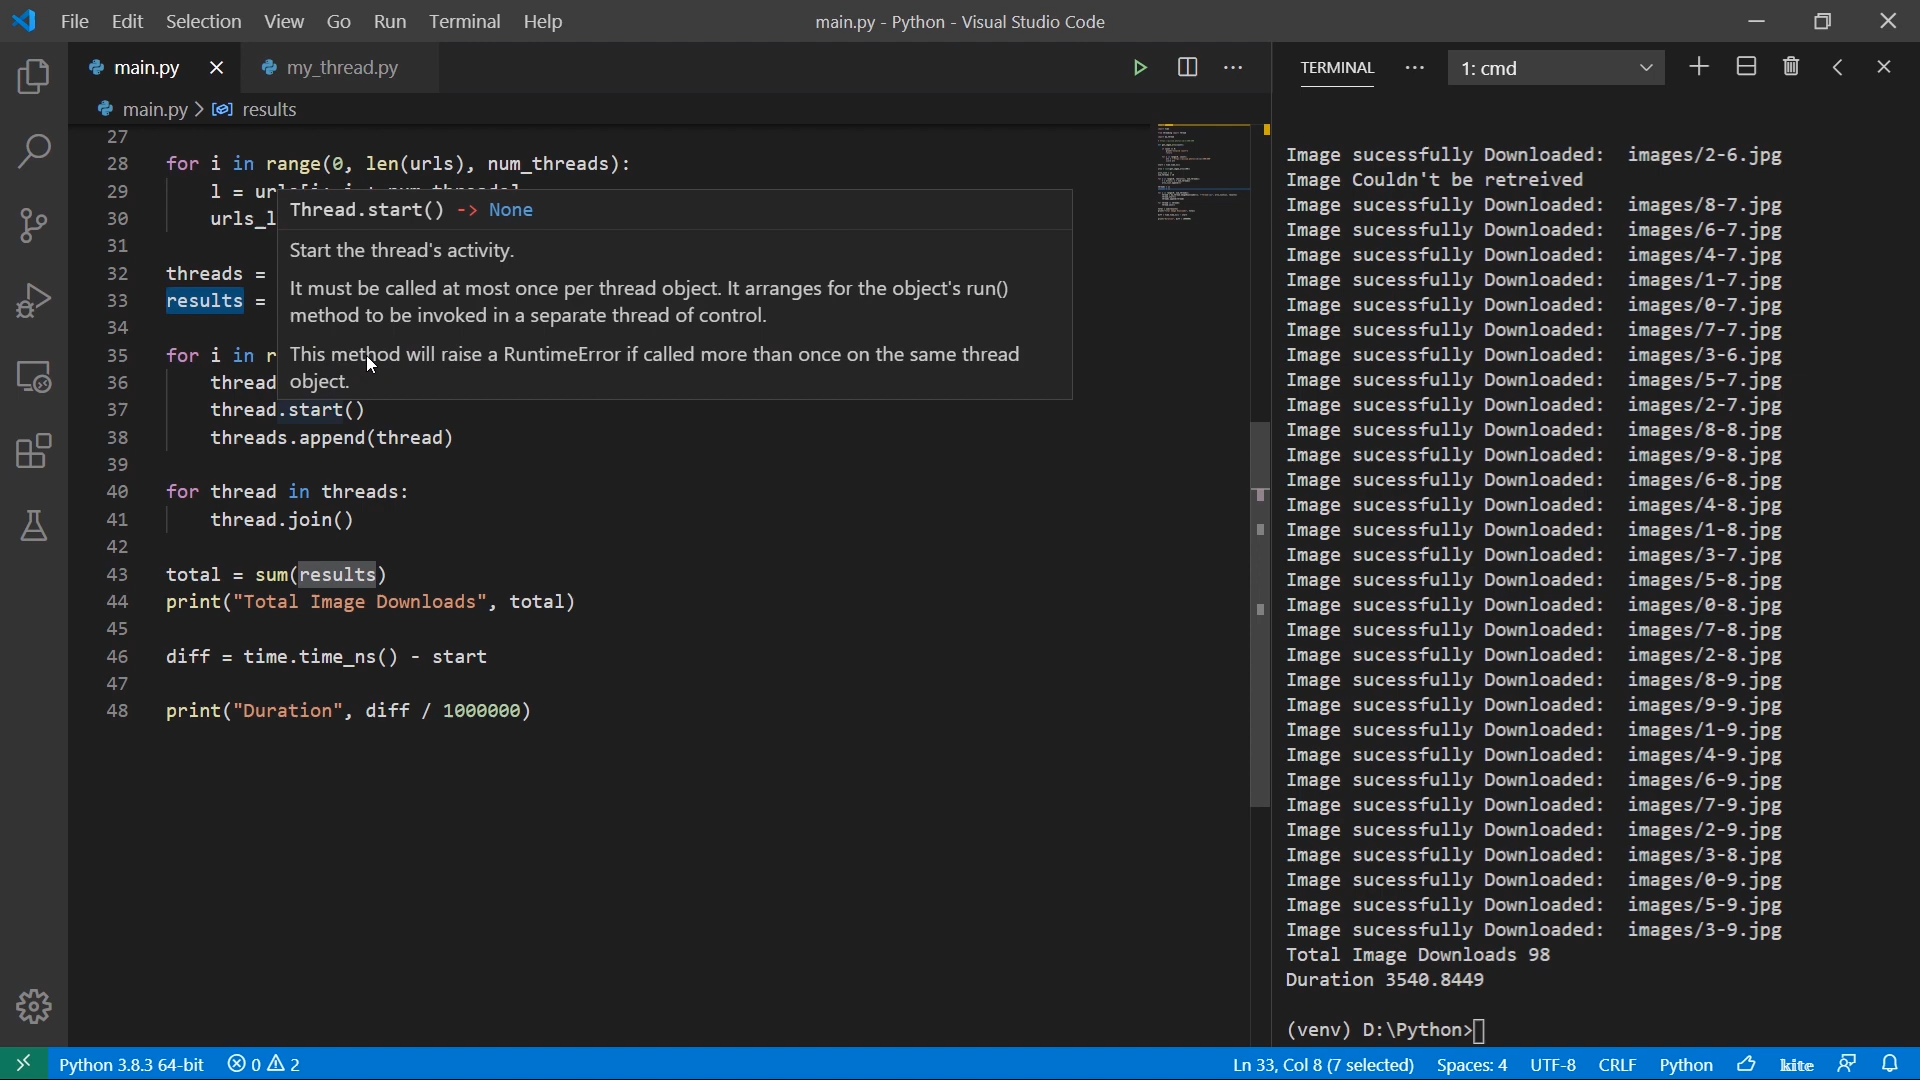 File Edit Selection View Go Run Terminal Help
main.py - Python - Visual Studio Code
main.py
my_thread.py
main.py > results
27
28 for i in range(0, len(urls), num_threads):
29 l =
30 urls_l
31
32 threads =
33 results =
34
35 for i in r
36 thread
37 thread.start()
38 threads.append(thread)
39
40 for thread in threads:
41 thread.join()
42
43 total = sum(results)
44 print("Total Image Downloads", total)
45
46 diff = time.time_ns() - start
47
48 print("Duration", diff / 1000000)
Thread.start() -> None
Start the thread's activity.
It must be called at most once per thread object. It arranges for the object's run()
method to be invoked in a separate thread of control.
This method will raise a RuntimeError if called more than once on the same thread
object.
TERMINAL
1: cmd
Image sucessfully Downloaded:  images/2-6.jpg
Image Couldn't be retreived
Image sucessfully Downloaded:  images/8-7.jpg
Image sucessfully Downloaded:  images/6-7.jpg
Image sucessfully Downloaded:  images/4-7.jpg
Image sucessfully Downloaded:  images/1-7.jpg
Image sucessfully Downloaded:  images/0-7.jpg
Image sucessfully Downloaded:  images/7-7.jpg
Image sucessfully Downloaded:  images/3-6.jpg
Image sucessfully Downloaded:  images/5-7.jpg
Image sucessfully Downloaded:  images/2-7.jpg
Image sucessfully Downloaded:  images/8-8.jpg
Image sucessfully Downloaded:  images/9-8.jpg
Image sucessfully Downloaded:  images/6-8.jpg
Image sucessfully Downloaded:  images/4-8.jpg
Image sucessfully Downloaded:  images/1-8.jpg
Image sucessfully Downloaded:  images/3-7.jpg
Image sucessfully Downloaded:  images/5-8.jpg
Image sucessfully Downloaded:  images/0-8.jpg
Image sucessfully Downloaded:  images/7-8.jpg
Image sucessfully Downloaded:  images/2-8.jpg
Image sucessfully Downloaded:  images/8-9.jpg
Image sucessfully Downloaded:  images/9-9.jpg
Image sucessfully Downloaded:  images/1-9.jpg
Image sucessfully Downloaded:  images/4-9.jpg
Image sucessfully Downloaded:  images/6-9.jpg
Image sucessfully Downloaded:  images/7-9.jpg
Image sucessfully Downloaded:  images/2-9.jpg
Image sucessfully Downloaded:  images/3-8.jpg
Image sucessfully Downloaded:  images/0-9.jpg
Image sucessfully Downloaded:  images/5-9.jpg
Image sucessfully Downloaded:  images/3-9.jpg
Total Image Downloads 98
Duration 3540.8449
(venv) D:\Python>
Python 3.8.3 64-bit 0 2 Ln 33, Col 8 (7 selected) Spaces: 4 UTF-8 CRLF Python kite